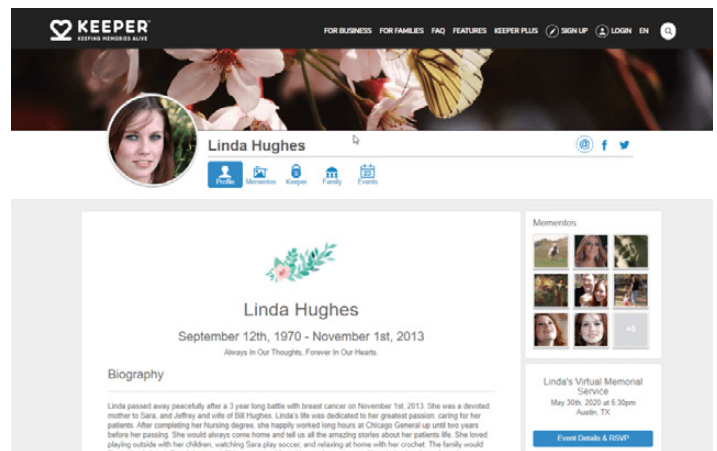 KEEPER
KEEPING MEMORIES ALIVE
FOR BUSINESS FOR FAMILIES FAQ FEATURES KEEPER PLUS SIGN UP LOGIN EN
Linda Hughes
Profile Mementos Keeper Family Events
Linda Hughes
September 12th, 1970 - November 1st, 2013
Always In Our Thoughts, Forever In Our Hearts.
Biography
Linda passed away peacefully after a 3 year long battle with breast cancer on November 1st, 2013. She was a devoted
mother to Sara, and Jeffrey and wife of Bill Hughes. Linda's life was dedicated to her greatest passion: caring for her
patients. After completing her Nursing degree, she happily worked long hours at Chicago General up until two years
before her passing. She would always come home and tell us all the amazing stories about her patients life. She loved
playing outside with her children, watching Sara play soccer, and relaxing at home with her crochet. The family would
Mementos
+5
Linda's Virtual Memorial
Service
May 30th, 2020 at 5:30pm
Austin, TX
Event Details & RSVP